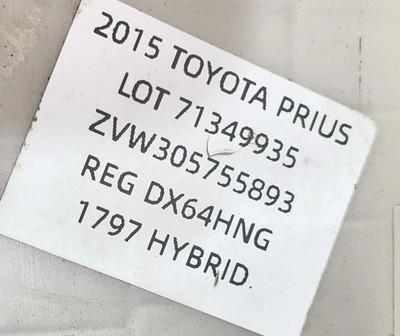 2015 TOYOTA PRIUS
LOT 71349935
ZVW305755893
REG DX64HNG
1797 HYBRID